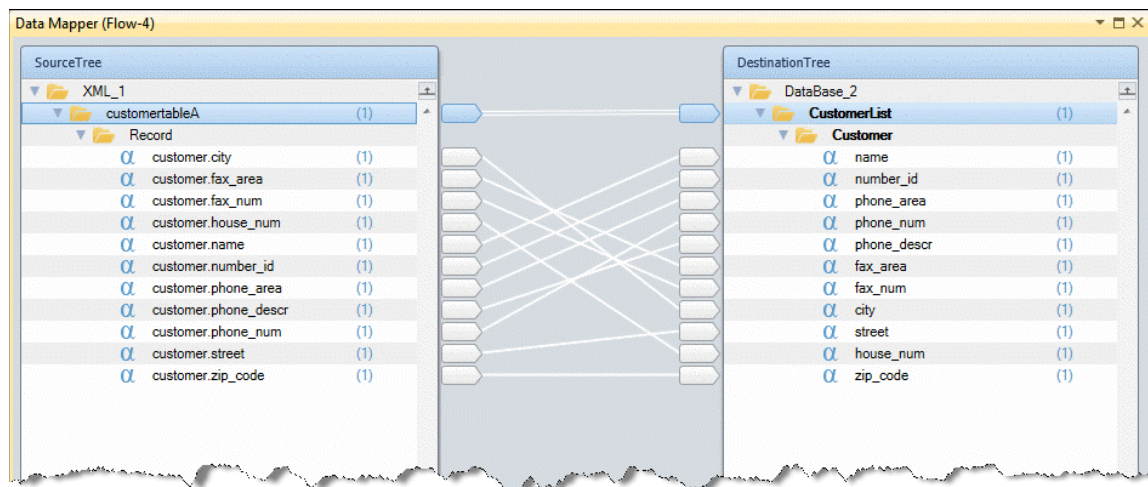 Data Mapper (Flow-4)
SourceTree
XML_1
customertableA (1)
Record
customer.city (1)
customer.fax_area (1)
customer.fax_num (1)
customer.house_num (1)
customer.name (1)
customer.number_id (1)
customer.phone_area (1)
customer.phone_descr (1)
customer.phone_num (1)
customer.street (1)
customer.zip_code (1)
DestinationTree
DataBase_2
CustomerList (1)
Customer
name (1)
number_id (1)
phone_area (1)
phone_num (1)
phone_descr (1)
fax_area (1)
fax_num (1)
city (1)
street (1)
house_num (1)
zip_code (1)